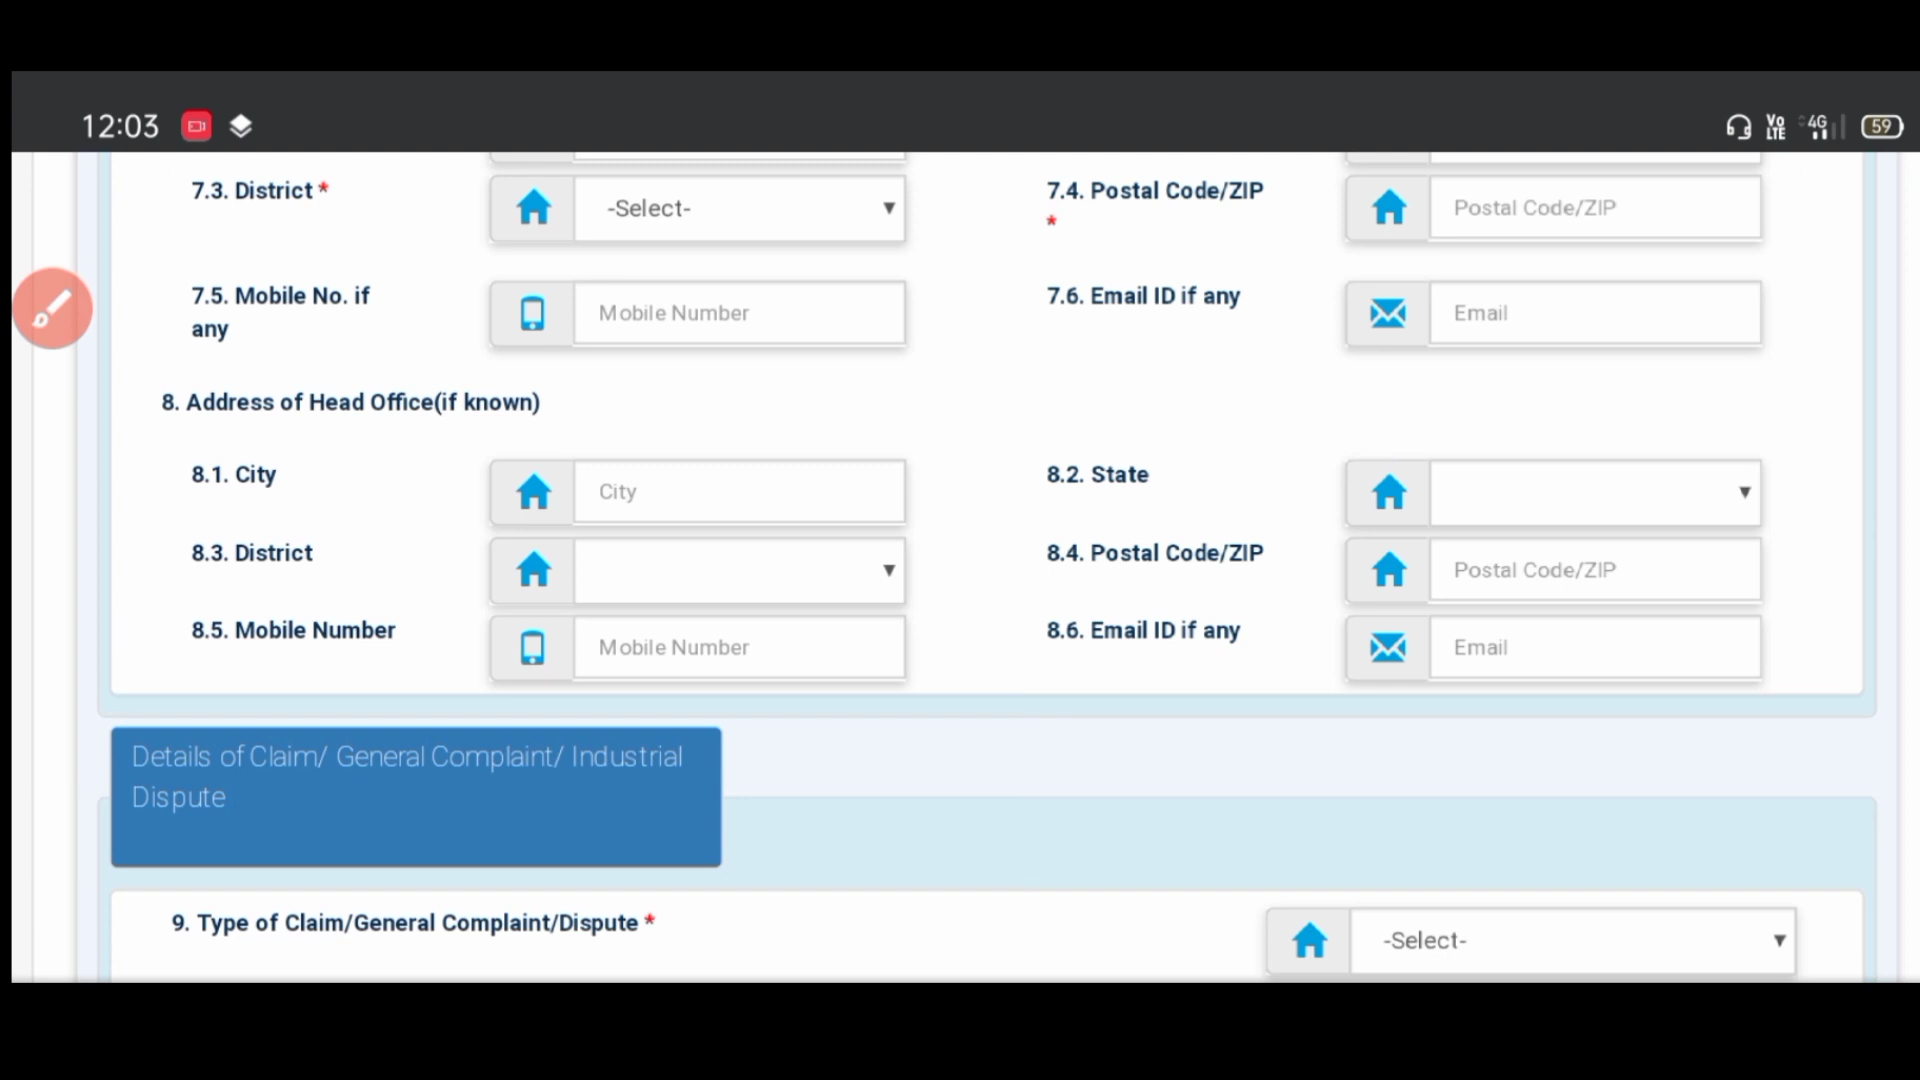 12:03
Vo LTE 4G 59
7.3. District *
-Select-
7.4. Postal Code/ZIP
*
Postal Code/ZIP
7.5. Mobile No. if
any
Mobile Number
7.6. Email ID if any
Email
8. Address of Head Office(if known)
8.1. City
City
8.2. State
8.3. District
8.4. Postal Code/ZIP
Postal Code/ZIP
8.5. Mobile Number
Mobile Number
8.6. Email ID if any
Email
Details of Claim/ General Complaint/ Industrial
Dispute
9. Type of Claim/General Complaint/Dispute *
-Select-